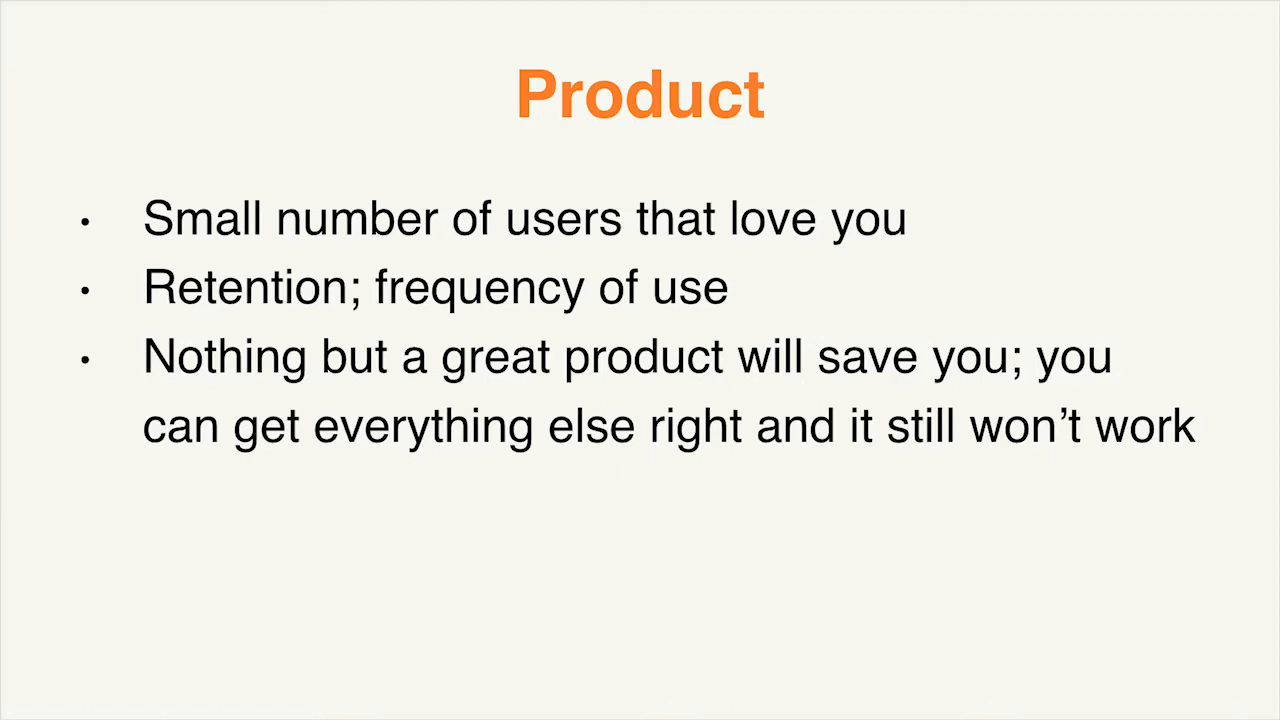 Product
· Small number of users that love you
· Retention; frequency of use
· Nothing but a great product will save you; you
can get everything else right and it still won’t work